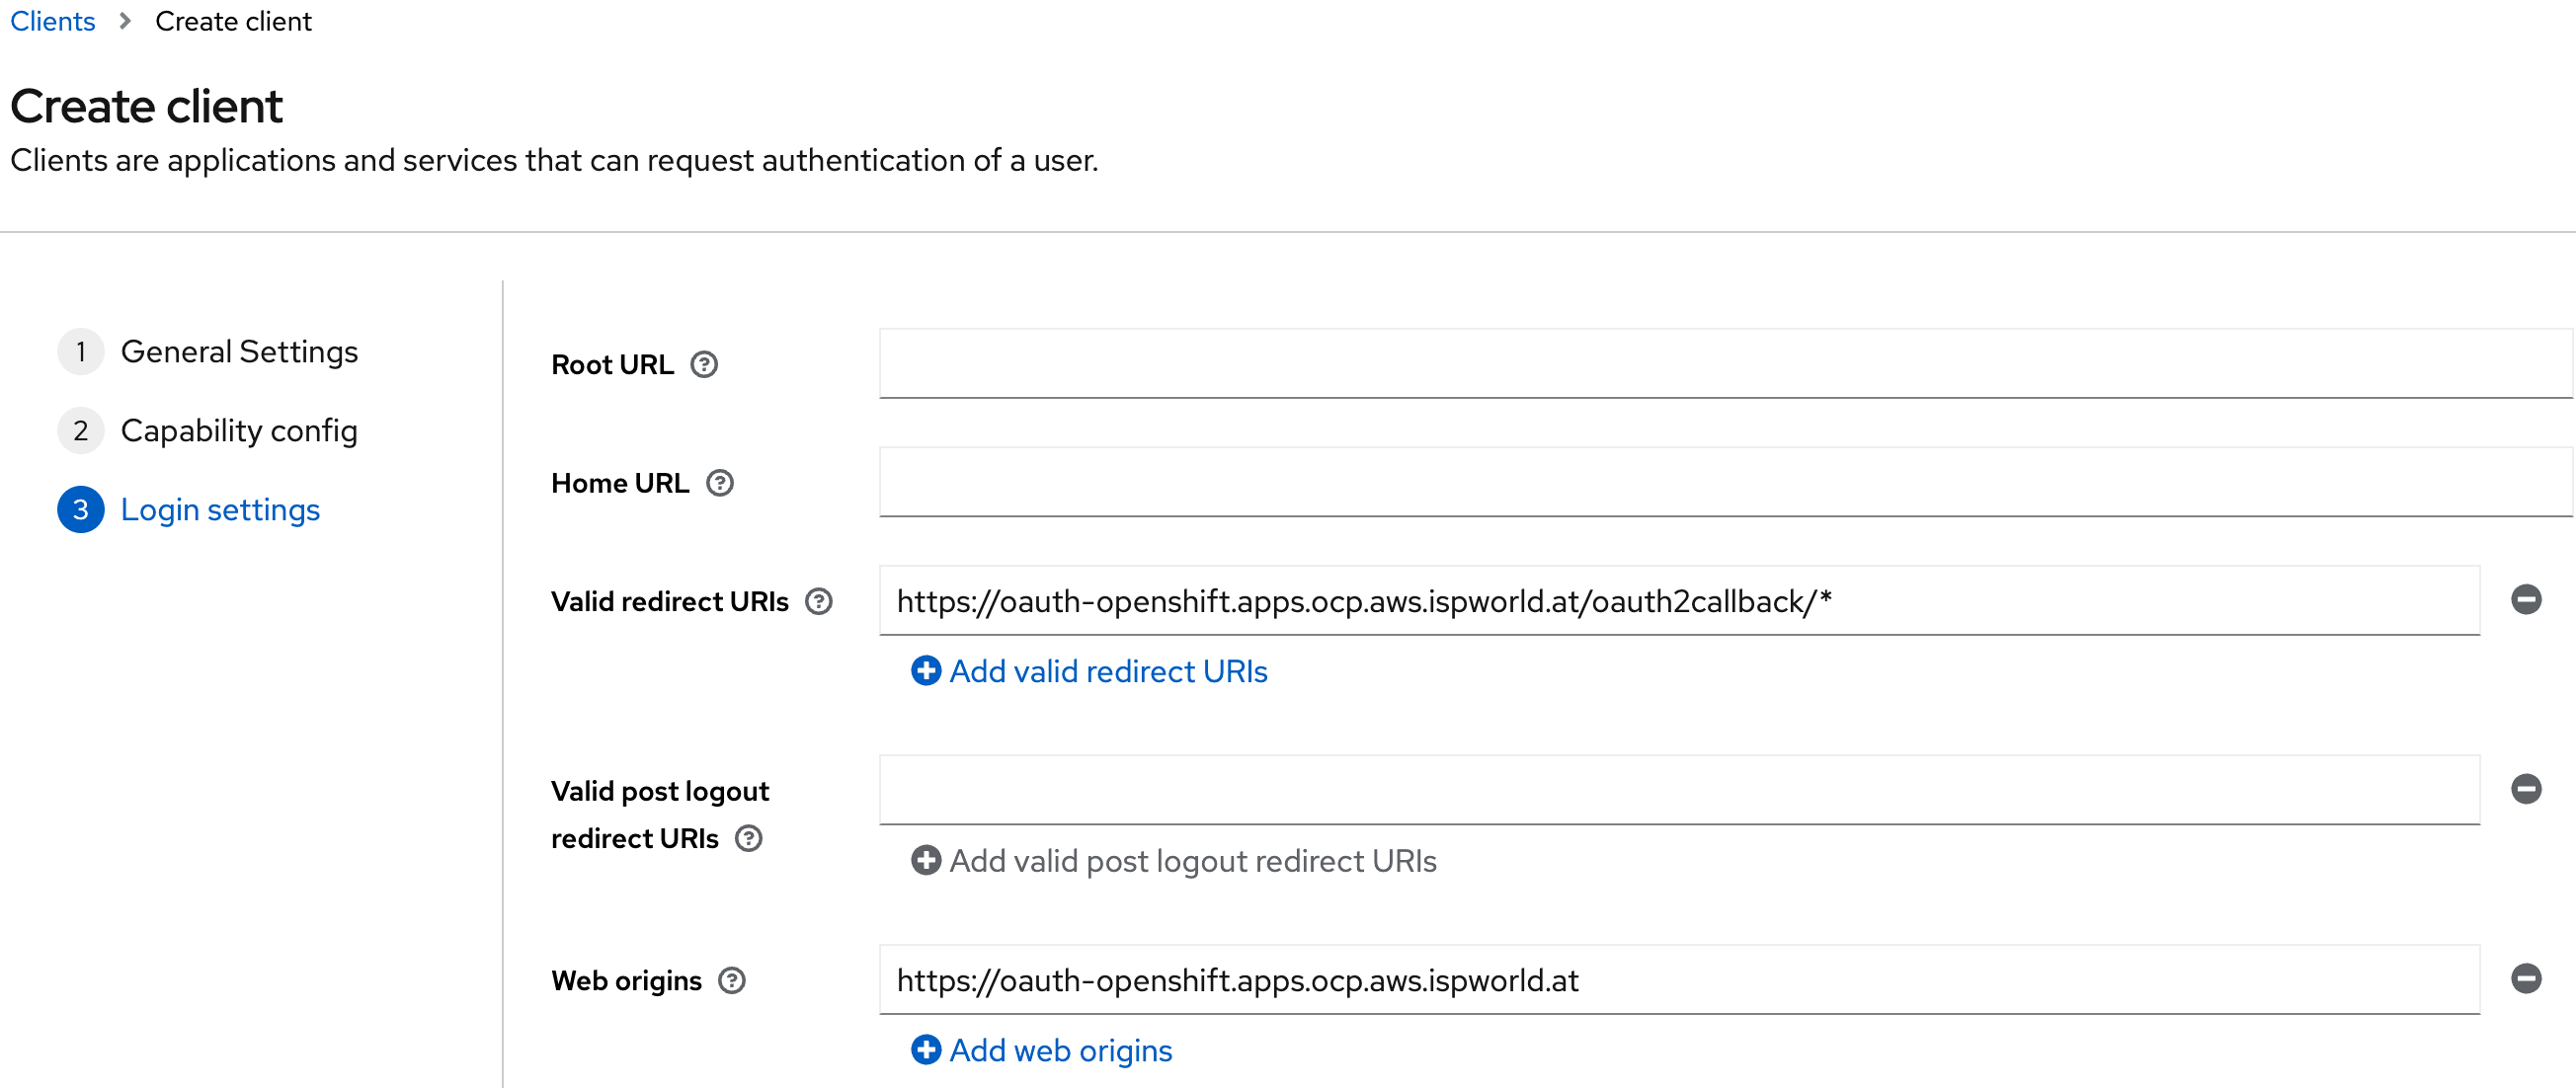 Clients > Create client
Create client
Clients are applications and services that can request authentication of a user.
1 General Settings
2 Capability config
3 Login settings
Root URL ?
Home URL ?
Valid redirect URIs ? https://oauth-openshift.apps.ocp.aws.ispworld.at/oauth2callback/*
Add valid redirect URIs
Valid post logout
redirect URIs ?
Add valid post logout redirect URIs
Web origins ? https://oauth-openshift.apps.ocp.aws.ispworld.at
Add web origins